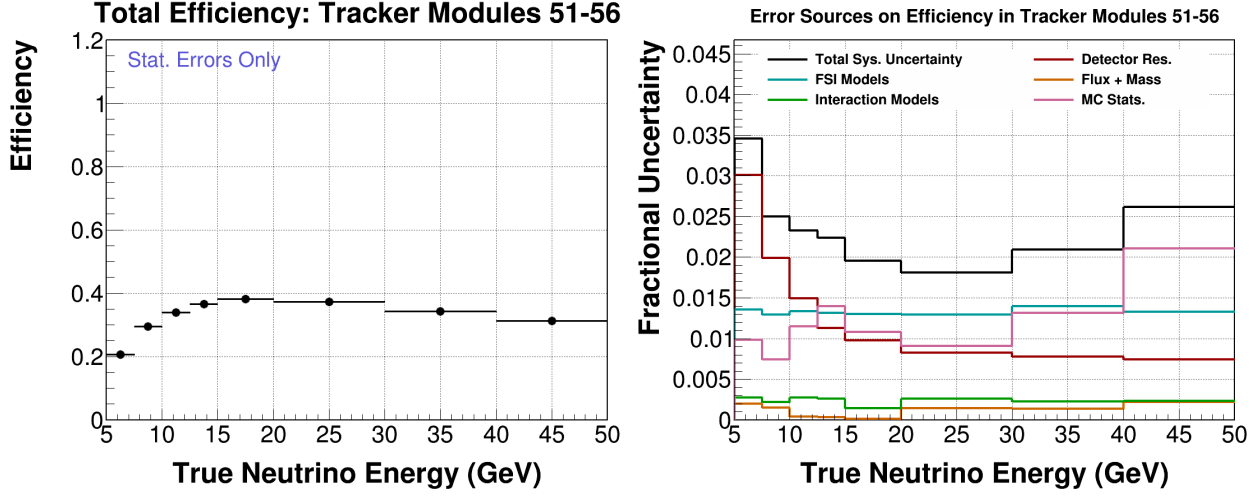 Total Efficiency: Tracker Modules 51-56
Efficiency
Stat. Errors Only
1.2
1
0.8
0.6
0.4
0.2
0
5 10 15 20 25 30 35 40 45 50
True Neutrino Energy (GeV)
Error Sources on Efficiency in Tracker Modules 51-56
Fractional Uncertainty
Total Sys. Uncertainty
FSI Models
Interaction Models
Detector Res.
Flux + Mass
MC Stats.
0.045
0.04
0.035
0.03
0.025
0.02
0.015
0.01
0.005
0
5 10 15 20 25 30 35 40 45 50
True Neutrino Energy (GeV)